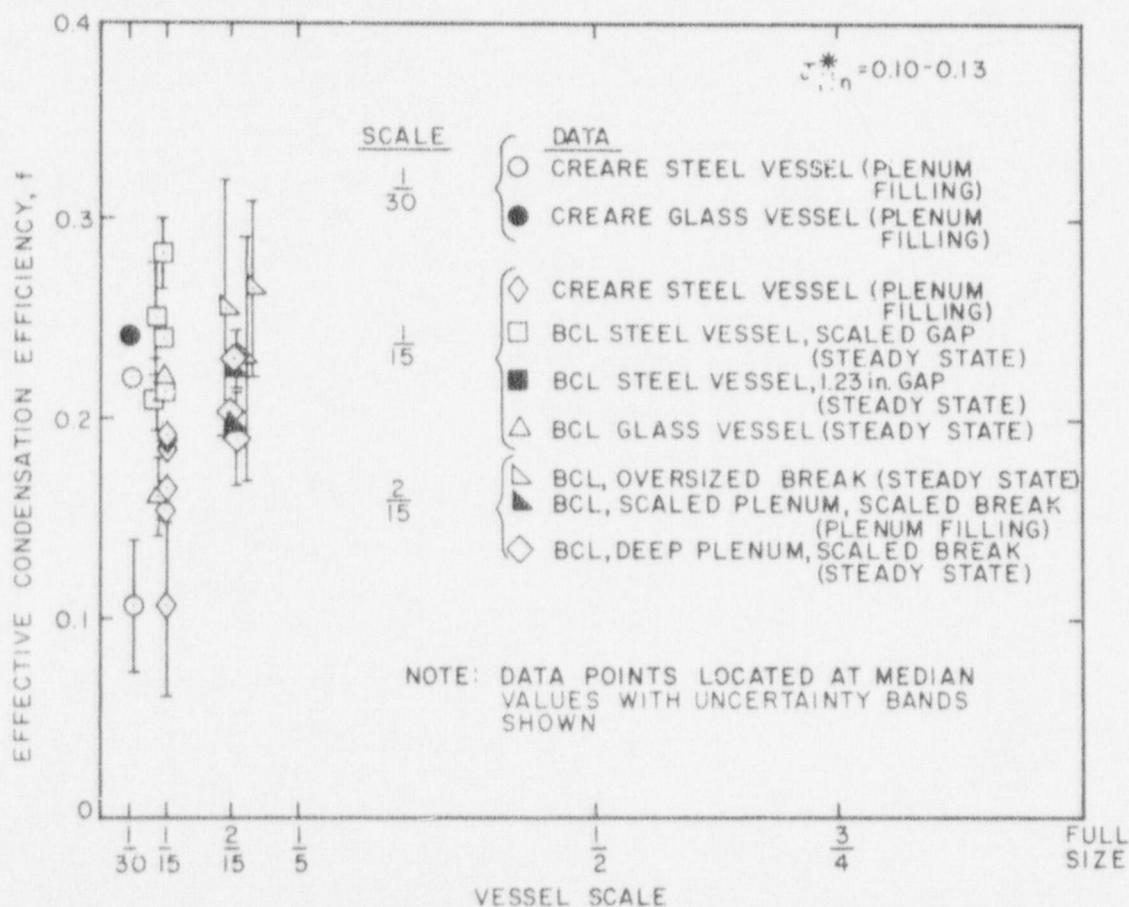 0.4
0.3
0.2
0.1
0
EFFECTIVE CONDENSATION EFFICIENCY, f
= 0.10-0.13
SCALE
DATA
1/30
CREARE STEEL VESSEL (PLENUM
FILLING)
CREARE GLASS VESSEL (PLENUM
FILLING)
1/15
CREARE STEEL VESSEL (PLENUM
FILLING)
BCL STEEL VESSEL, SCALED GAP
(STEADY STATE)
BCL STEEL VESSEL, 1.23 in. GAP
(STEADY STATE)
BCL GLASS VESSEL (STEADY STATE)
2/15
BCL, OVERSIZED BREAK (STEADY STATE)
BCL, SCALED PLENUM, SCALED BREAK
(PLENUM FILLING)
BCL, DEEP PLENUM, SCALED BREAK
(STEADY STATE)
NOTE: DATA POINTS LOCATED AT MEDIAN
VALUES WITH UNCERTAINTY BANDS
SHOWN
1/30 1/15 2/15 1/5 1/2 3/4 FULL
SIZE
VESSEL SCALE